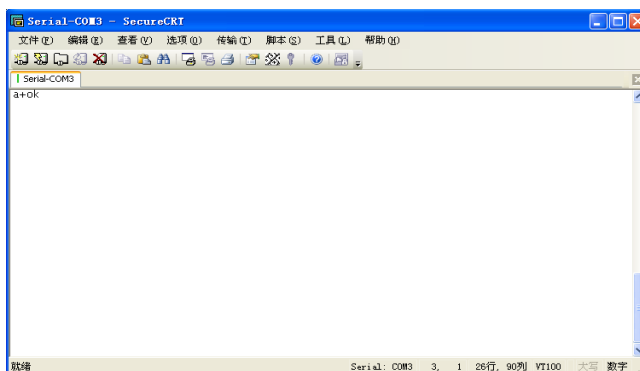 Serial-COM3 - SecureCRT
文件(F) 编辑(E) 查看(V) 选项(O) 传输(T) 脚本(S) 工具(L) 帮助(H)
Serial-COM3
a+ok
就绪 Serial: COM3 3, 1 26行, 90列 VT100 大写 数字